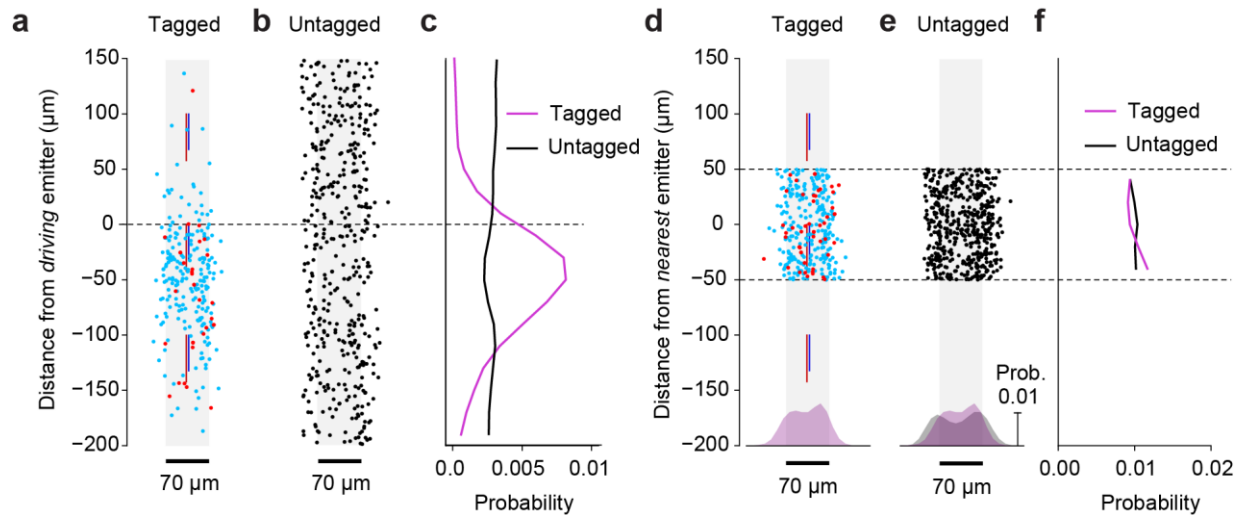 a
Tagged
b
Untagged
c
Distance from driving emitter (µm)
150
100
50
0
−50
−100
−150
−200
70 µm
70 µm
Tagged
Untagged
0.0
0.005
0.01
Probability
d
Tagged
e
Untagged
f
Distance from nearest emitter (µm)
150
100
50
0
−50
−100
−150
−200
70 µm
70 µm
Prob.
0.01
Tagged
Untagged
0.00
0.01
0.02
Probability